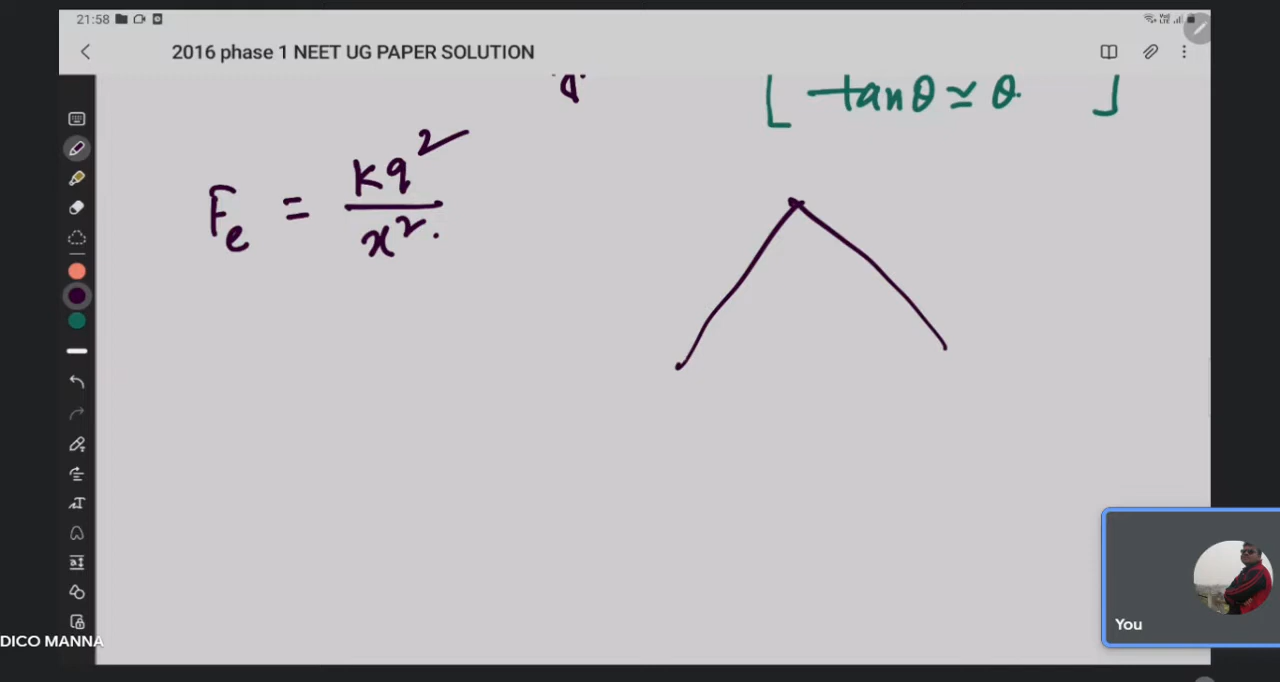 21:58
2016 phase 1 NEET UG PAPER SOLUTION
[ tanθ ≃ θ. ]
Fe = kq²
x².
You
DICO MANNA